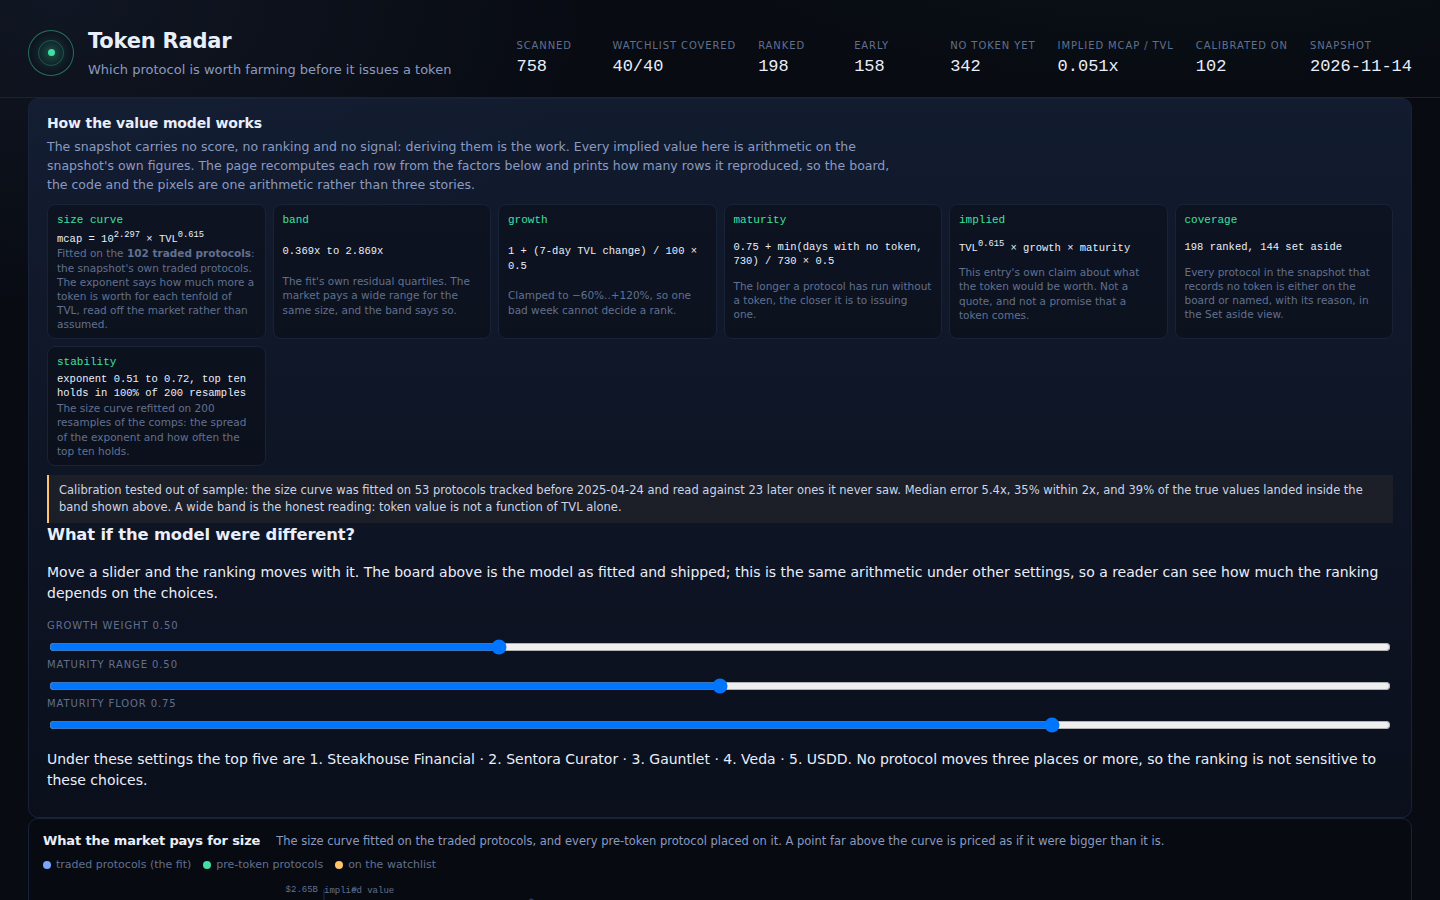 Token Radar
Which protocol is worth farming before it issues a token
SCANNED
758
WATCHLIST COVERED
40/40
RANKED
198
EARLY
158
NO TOKEN YET
342
IMPLIED MCAP / TVL
0.051x
CALIBRATED ON
102
SNAPSHOT
2026-11-14
How the value model works
The snapshot carries no score, no ranking and no signal: deriving them is the work. Every implied value here is arithmetic on the
snapshot's own figures. The page recomputes each row from the factors below and prints how many rows it reproduced, so the board,
the code and the pixels are one arithmetic rather than three stories.
size curve
mcap = 10^2.297 × TVL^0.615
Fitted on the 102 traded protocols:
the snapshot's own traded protocols.
The exponent says how much more a
token is worth for each tenfold of
TVL, read off the market rather than
assumed.
band
0.369x to 2.869x
The fit's own residual quartiles. The
market pays a wide range for the
same size, and the band says so.
growth
1 + (7-day TVL change) / 100 ×
0.5
Clamped to −60%..+120%, so one
bad week cannot decide a rank.
maturity
0.75 + min(days with no token,
730) / 730 × 0.5
The longer a protocol has run without
a token, the closer it is to issuing
one.
implied
TVL^0.615 × growth × maturity
This entry's own claim about what
the token would be worth. Not a
quote, and not a promise that a
token comes.
coverage
198 ranked, 144 set aside
Every protocol in the snapshot that
records no token is either on the
board or named, with its reason, in
the Set aside view.
stability
exponent 0.51 to 0.72, top ten
holds in 100% of 200 resamples
The size curve refitted on 200
resamples of the comps: the spread
of the exponent and how often the
top ten holds.
Calibration tested out of sample: the size curve was fitted on 53 protocols tracked before 2025-04-24 and read against 23 later ones it never saw. Median error 5.4x, 35% within 2x, and 39% of the true values landed inside the
band shown above. A wide band is the honest reading: token value is not a function of TVL alone.
What if the model were different?
Move a slider and the ranking moves with it. The board above is the model as fitted and shipped; this is the same arithmetic under other settings, so a reader can see how much the ranking
depends on the choices.
GROWTH WEIGHT 0.50
MATURITY RANGE 0.50
MATURITY FLOOR 0.75
Under these settings the top five are 1. Steakhouse Financial · 2. Sentora Curator · 3. Gauntlet · 4. Veda · 5. USDD. No protocol moves three places or more, so the ranking is not sensitive to
these choices.
What the market pays for size
The size curve fitted on the traded protocols, and every pre-token protocol placed on it. A point far above the curve is priced as if it were bigger than it is.
traded protocols (the fit)
pre-token protocols
on the watchlist
$2.65B
implied value